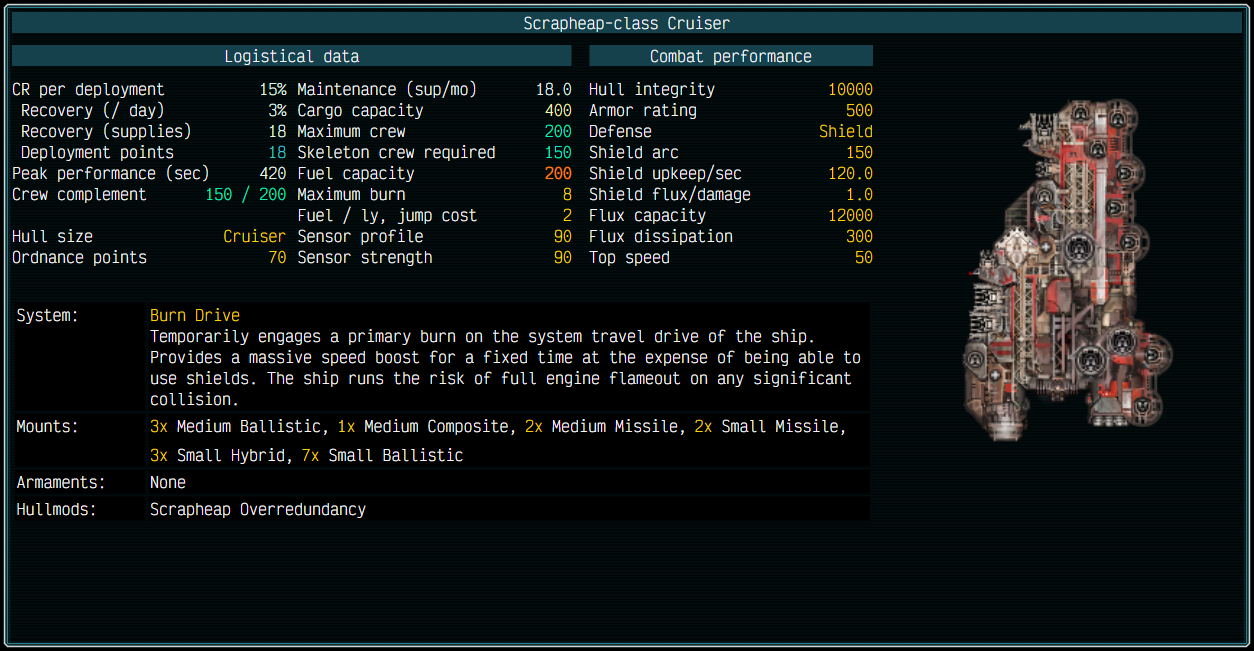 Scrapheap-class Cruiser
Logistical data
Combat performance
CR per deployment 15% Maintenance (sup/mo) 18.0 Hull integrity 10000
Recovery (/ day) 3% Cargo capacity 400 Armor rating 500
Recovery (supplies) 18 Maximum crew 200 Defense Shield
Deployment points 18 Skeleton crew required 150 Shield arc 150
Peak performance (sec) 420 Fuel capacity 200 Shield upkeep/sec 120.0
Crew complement 150 / 200 Maximum burn 8 Shield flux/damage 1.0
Fuel / ly, jump cost 2 Flux capacity 12000
Hull size Cruiser Sensor profile 90 Flux dissipation 300
Ordnance points 70 Sensor strength 90 Top speed 50
System: Burn Drive
Temporarily engages a primary burn on the system travel drive of the ship.
Provides a massive speed boost for a fixed time at the expense of being able to
use shields. The ship runs the risk of full engine flameout on any significant
collision.
Mounts: 3x Medium Ballistic, 1x Medium Composite, 2x Medium Missile, 2x Small Missile,
3x Small Hybrid, 7x Small Ballistic
Armaments: None
Hullmods: Scrapheap Overredundancy